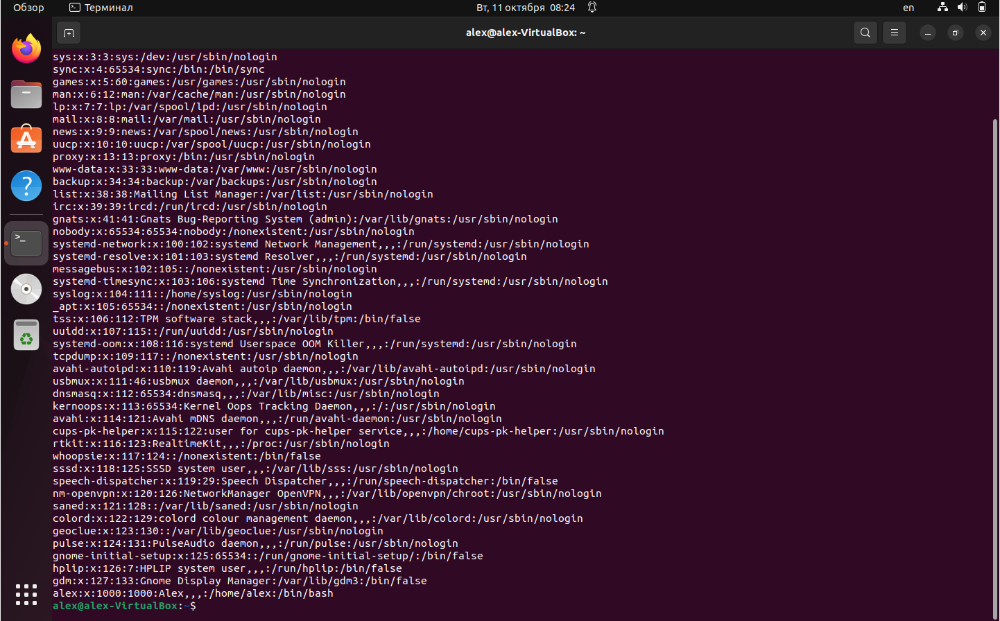 Обзор
Терминал
Вт, 11 октября 08:24
en
alex@alex-VirtualBox: ~
sys:x:3:3:sys:/dev:/usr/sbin/nologin
sync:x:4:65534:sync:/bin:/bin/sync
games:x:5:60:games:/usr/games:/usr/sbin/nologin
man:x:6:12:man:/var/cache/man:/usr/sbin/nologin
lp:x:7:7:lp:/var/spool/lpd:/usr/sbin/nologin
mail:x:8:8:mail:/var/mail:/usr/sbin/nologin
news:x:9:9:news:/var/spool/news:/usr/sbin/nologin
uucp:x:10:10:uucp:/var/spool/uucp:/usr/sbin/nologin
proxy:x:13:13:proxy:/bin:/usr/sbin/nologin
www-data:x:33:33:www-data:/var/www:/usr/sbin/nologin
backup:x:34:34:backup:/var/backups:/usr/sbin/nologin
list:x:38:38:Mailing List Manager:/var/list:/usr/sbin/nologin
irc:x:39:39:ircd:/run/ircd:/usr/sbin/nologin
gnats:x:41:41:Gnats Bug-Reporting System (admin):/var/lib/gnats:/usr/sbin/nologin
nobody:x:65534:65534:nobody:/nonexistent:/usr/sbin/nologin
systemd-network:x:100:102:systemd Network Management,,,:/run/systemd:/usr/sbin/nologin
systemd-resolve:x:101:103:systemd Resolver,,,:/run/systemd:/usr/sbin/nologin
messagebus:x:102:105::/nonexistent:/usr/sbin/nologin
systemd-timesync:x:103:106:systemd Time Synchronization,,,:/run/systemd:/usr/sbin/nologin
syslog:x:104:111::/home/syslog:/usr/sbin/nologin
_apt:x:105:65534::/nonexistent:/usr/sbin/nologin
tss:x:106:112:TPM software stack,,,:/var/lib/tpm:/bin/false
uuidd:x:107:115::/run/uuidd:/usr/sbin/nologin
systemd-oom:x:108:116:systemd Userspace OOM Killer,,,:/run/systemd:/usr/sbin/nologin
tcpdump:x:109:117::/nonexistent:/usr/sbin/nologin
avahi-autoipd:x:110:119:Avahi autoip daemon,,,:/var/lib/avahi-autoipd:/usr/sbin/nologin
usbmux:x:111:46:usbmux daemon,,,:/var/lib/usbmux:/usr/sbin/nologin
dnsmasq:x:112:65534:dnsmasq,,,:/var/lib/misc:/usr/sbin/nologin
kernoops:x:113:65534:Kernel Oops Tracking Daemon,,,:/:/usr/sbin/nologin
avahi:x:114:121:Avahi mDNS daemon,,,:/run/avahi-daemon:/usr/sbin/nologin
cups-pk-helper:x:115:122:user for cups-pk-helper service,,,:/home/cups-pk-helper:/usr/sbin/nologin
rtkit:x:116:123:RealtimeKit,,,:/proc:/usr/sbin/nologin
whoopsie:x:117:124::/nonexistent:/bin/false
sssd:x:118:125:SSSD system user,,,:/var/lib/sss:/usr/sbin/nologin
speech-dispatcher:x:119:29:Speech Dispatcher,,,:/run/speech-dispatcher:/bin/false
nm-openvpn:x:120:126:NetworkManager OpenVPN,,,:/var/lib/openvpn/chroot:/usr/sbin/nologin
saned:x:121:128::/var/lib/saned:/usr/sbin/nologin
colord:x:122:129:colord colour management daemon,,,:/var/lib/colord:/usr/sbin/nologin
geoclue:x:123:130::/var/lib/geoclue:/usr/sbin/nologin
pulse:x:124:131:PulseAudio daemon,,,:/run/pulse:/usr/sbin/nologin
gnome-initial-setup:x:125:65534::/run/gnome-initial-setup/:/bin/false
hplip:x:126:7:HPLIP system user,,,:/run/hplip:/bin/false
gdm:x:127:133:Gnome Display Manager:/var/lib/gdm3:/bin/false
alex:x:1000:1000:Alex,,,:/home/alex:/bin/bash
alex@alex-VirtualBox:~$